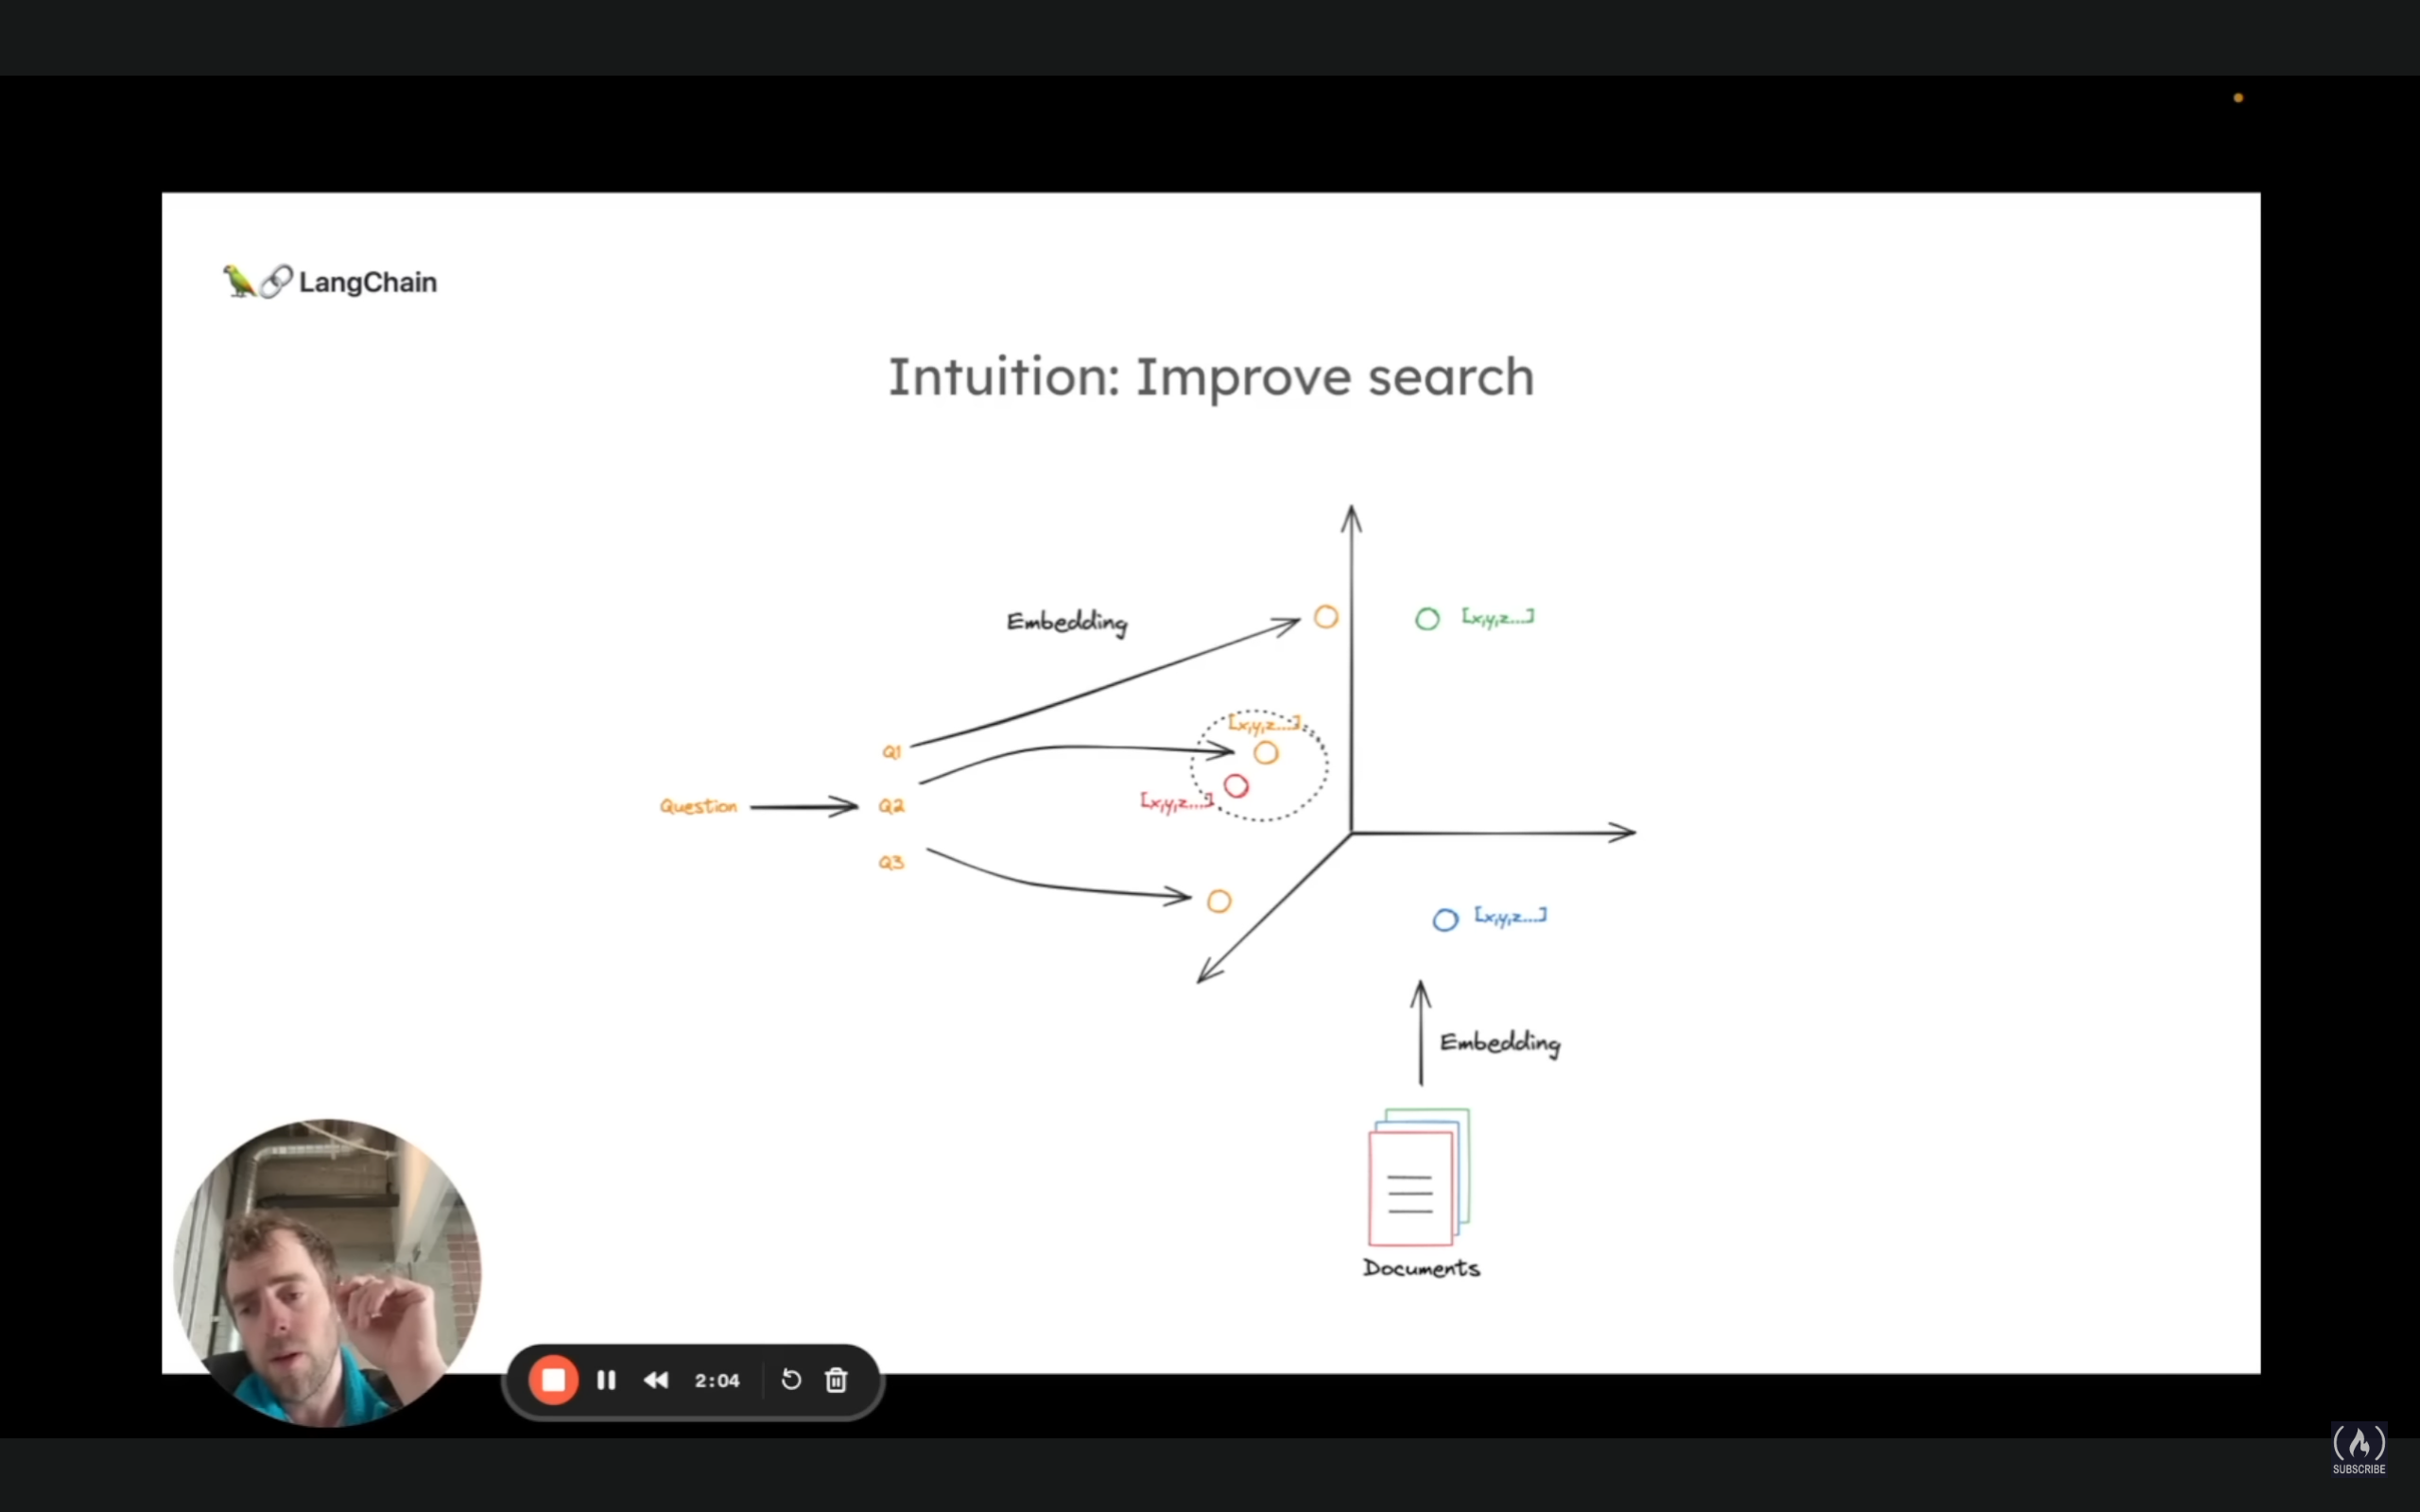 LangChain
Intuition: Improve search
Embedding
[x,y,z....]
[x,y,z....]
Q1
[x,y,z....]
Question
Q2
Q3
[x,y,z....]
Embedding
Documents
2:04
SUBSCRIBE